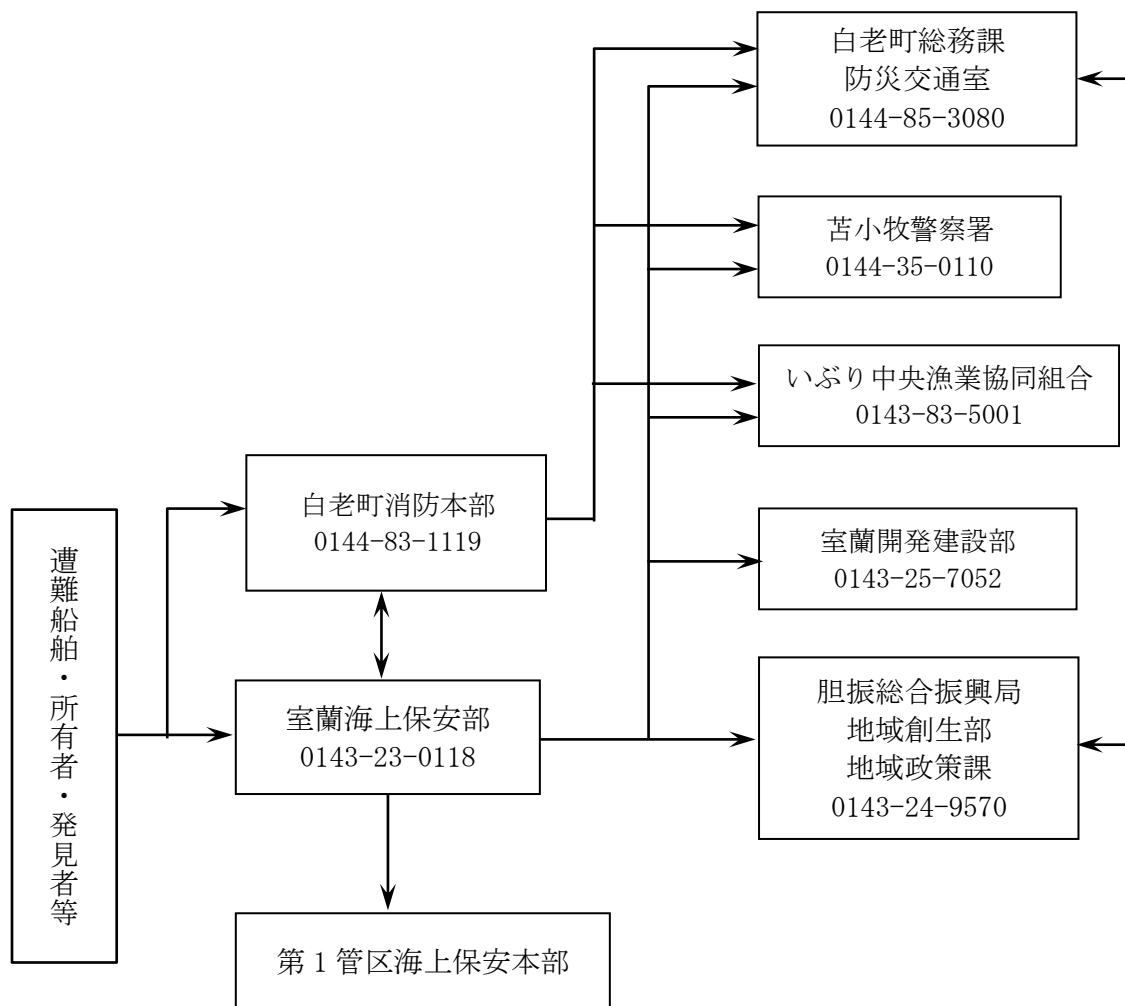 白老町総務課
防災交通室
0144-85-3080
苫小牧警察署
0144-35-0110
いぶり中央漁業協同組合
0143-83-5001
白老町消防本部
0144-83-1119
室蘭開発建設部
0143-25-7052
遭難船舶・所有者・発見者等
室蘭海上保安部
0143-23-0118
胆振総合振興局
地域創生部
地域政策課
0143-24-9570
第1管区海上保安本部